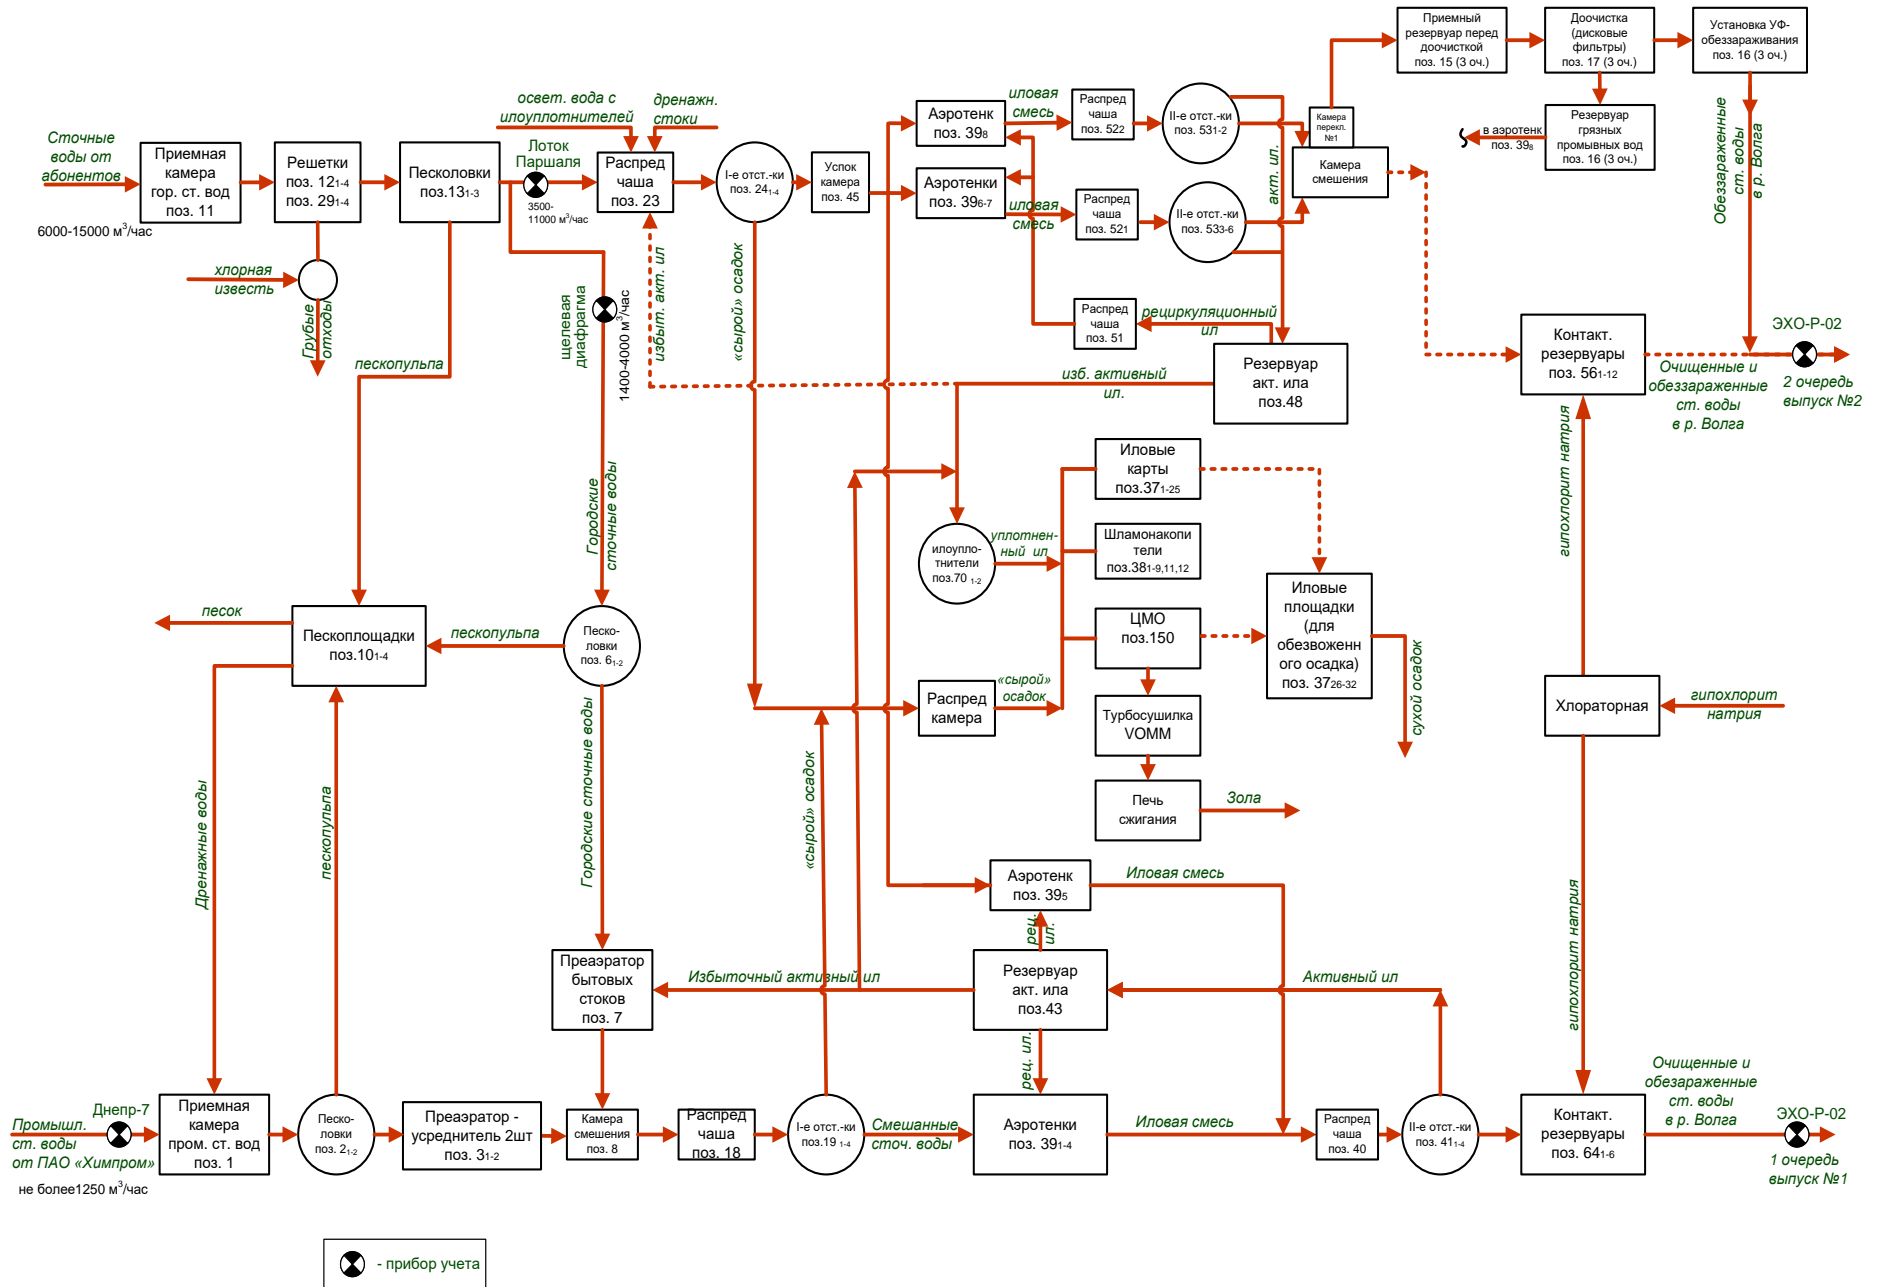 Сточные
воды от
абонентов
6000-15000 м³/час
Приемная
камера
гор. ст. вод
поз. 11
Решетки
поз. 12₁₋₄
поз. 29₁₋₄
Песколовки
поз.13₁₋₃
хлорная
известь
Грубые
отходы
пескопульпа
освет. вода с
илоуплотнителей
дренажн.
стоки
Лоток
Паршаля
3500-
11000 м³/час
Распред
чаша
поз. 23
I-е отст.-ки
поз. 24₁₋₄
Успок
камера
поз. 45
щелевая
диафрагма
1400-4000 м³/час
избыт. акт. ил
«сырой» осадок
Аэротенк
поз. 39₈
Аэротенки
поз. 39₆₋₇
иловая
смесь
иловая
смесь
Распред
чаша
поз. 52₂
Распред
чаша
поз. 52₁
II-е отст.-ки
поз. 53₁₋₂
II-е отст.-ки
поз. 53₃₋₆
акт. ил.
Камера
перекл.
№1
Камера
смешения
Приемный
резервуар перед
доочисткой
поз. 15 (3 оч.)
Доочистка
(дисковые
фильтры)
поз. 17 (3 оч.)
Установка УФ-
обеззараживания
поз. 16 (3 оч.)
Резервуар
грязных
промывных вод
поз. 16 (3 оч.)
в аэротенк
поз. 39₈
Обеззараженные
ст. воды
в р. Волга
Распред
чаша
поз. 51
рециркуляционный
ил
Резервуар
акт. ила
поз.48
изб. активный
ил.
Контакт.
резервуары
поз. 56₁₋₁₂
ЭХО-Р-02
Очищенные и
обеззараженные
ст. воды
в р. Волга
2 очередь
выпуск №2
гипохлорит натрия
Городские
сточные воды
илоупло-
тнители
поз.70 ₁₋₂
уплотнен-
ный ил
Иловые
карты
поз.37₁₋₂₅
Шламонакопи
тели
поз.38₁₋₉,₁₁,₁₂
ЦМО
поз.150
Иловые
площадки
(для
обезвоженн
ого осадка)
поз. 37₂₆₋₃₂
сухой осадок
песок
Пескоплощадки
поз.10₁₋₄
пескопульпа
Песко-
ловки
поз. 6₁₋₂
«сырой»
осадок
Распред
камера
Турбосушилка
VOMM
Печь
сжигания
Зола
Хлораторная
гипохлорит
натрия
Дренажные воды
пескопульпа
Городские сточные воды
«сырой» осадок
Аэротенк
поз. 39₅
Иловая смесь
рец.
ил.
Преаэратор
бытовых
стоков
поз. 7
Избыточный активный ил
Резервуар
акт. ила
поз.43
Активный ил
рец. ил.
гипохлорит натрия
Промышл.
ст. воды
от ПАО «Химпром»
не более1250 м³/час
Днепр-7
Приемная
камера
пром. ст. вод
поз. 1
Песко-
ловки
поз. 2₁₋₂
Преаэратор -
усреднитель 2шт
поз. 3₁₋₂
Камера
смешения
поз. 8
Распред
чаша
поз. 18
I-е отст.-ки
поз.19 ₁₋₄
Смешанные
сточ. воды
Аэротенки
поз. 39₁₋₄
Иловая смесь
Распред
чаша
поз. 40
II-е отст.-ки
поз. 41₁₋₄
Контакт.
резервуары
поз. 64₁₋₆
Очищенные и
обезараженные
ст. воды
в р. Волга
ЭХО-Р-02
1 очередь
выпуск №1
- прибор учета